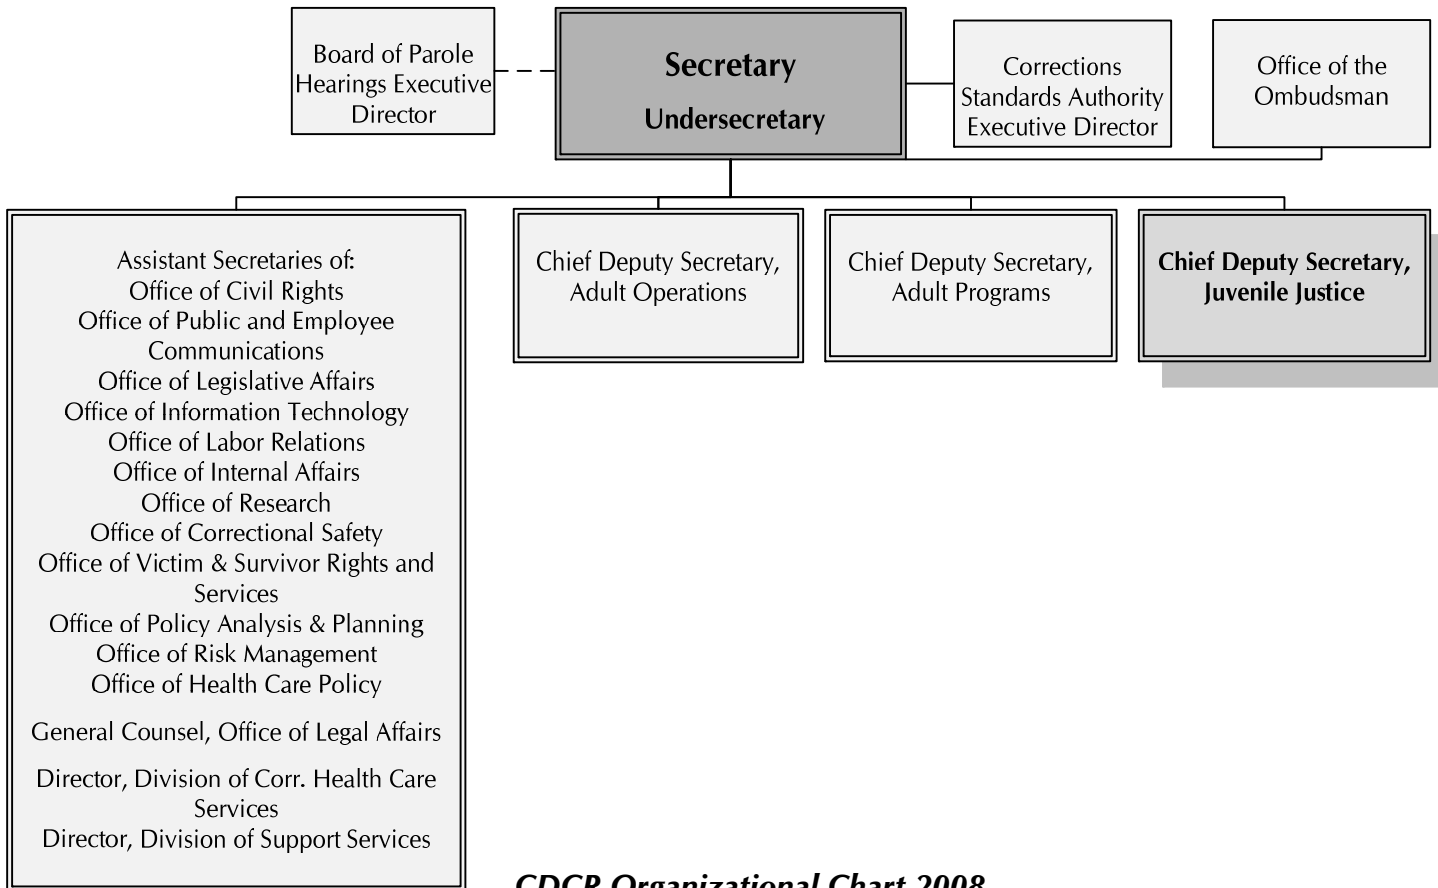 Board of Parole
Hearings Executive
Director
Secretary
Undersecretary
Corrections
Standards Authority
Executive Director
Office of the
Ombudsman
Assistant Secretaries of:
Office of Civil Rights
Office of Public and Employee
Communications
Office of Legislative Affairs
Office of Information Technology
Office of Labor Relations
Office of Internal Affairs
Office of Research
Office of Correctional Safety
Office of Victim & Survivor Rights and
Services
Office of Policy Analysis & Planning
Office of Risk Management
Office of Health Care Policy
General Counsel, Office of Legal Affairs
Director, Division of Corr. Health Care
Services
Director, Division of Support Services
Chief Deputy Secretary,
Adult Operations
Chief Deputy Secretary,
Adult Programs
Chief Deputy Secretary,
Juvenile Justice
CDCR Organizational Chart 2008